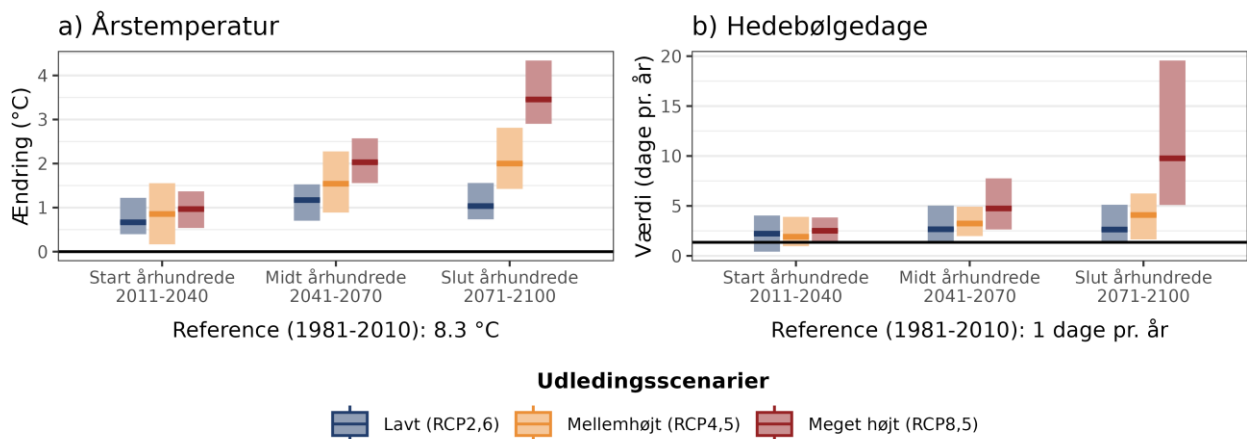 a) Årstemperatur
Ændring (°C)
4
3
2
1
0
Start århundrede
2011-2040
Midt århundrede
2041-2070
Slut århundrede
2071-2100
Reference (1981-2010): 8.3 °C
b) Hedebølgedage
Værdi (dage pr. år)
20
15
10
5
0
Start århundrede
2011-2040
Midt århundrede
2041-2070
Slut århundrede
2071-2100
Reference (1981-2010): 1 dage pr. år
Udledingsscenarier
Lavt (RCP2,6)
Mellemhøjt (RCP4,5)
Meget højt (RCP8,5)